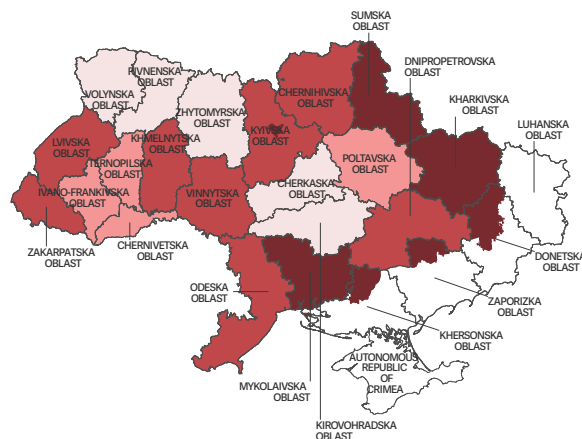 SUMSKA
OBLAST
DNIPROPETROVSKA
OBLAST
RIVNENSKA
OBLAST
VOLYNSKA
OBLAST
CHERNIHIVSKA
OBLAST
KHARKIVSKA
OBLAST
ZHYTOMYRSKA
OBLAST
LUHANSKA
OBLAST
KYIVSKA
OBLAST
LVIVSKA
OBLAST
KHMELNYTSKA
OBLAST
POLTAVSKA
OBLAST
TERNOPILSKA
OBLAST
CHERKASKA
OBLAST
IVANO-FRANKIVSKA
OBLAST
VINNYTSKA
OBLAST
ZAKARPATSKA
OBLAST
CHERNIVETSKA
OBLAST
DONETSKA
OBLAST
ODESKA
OBLAST
ZAPORIZKA
OBLAST
KHERSONSKA
OBLAST
AUTONOMOUS
REPUBLIC
OF
CRIMEA
MYKOLAIVSKA
OBLAST
KIROVOHRADSKA
OBLAST